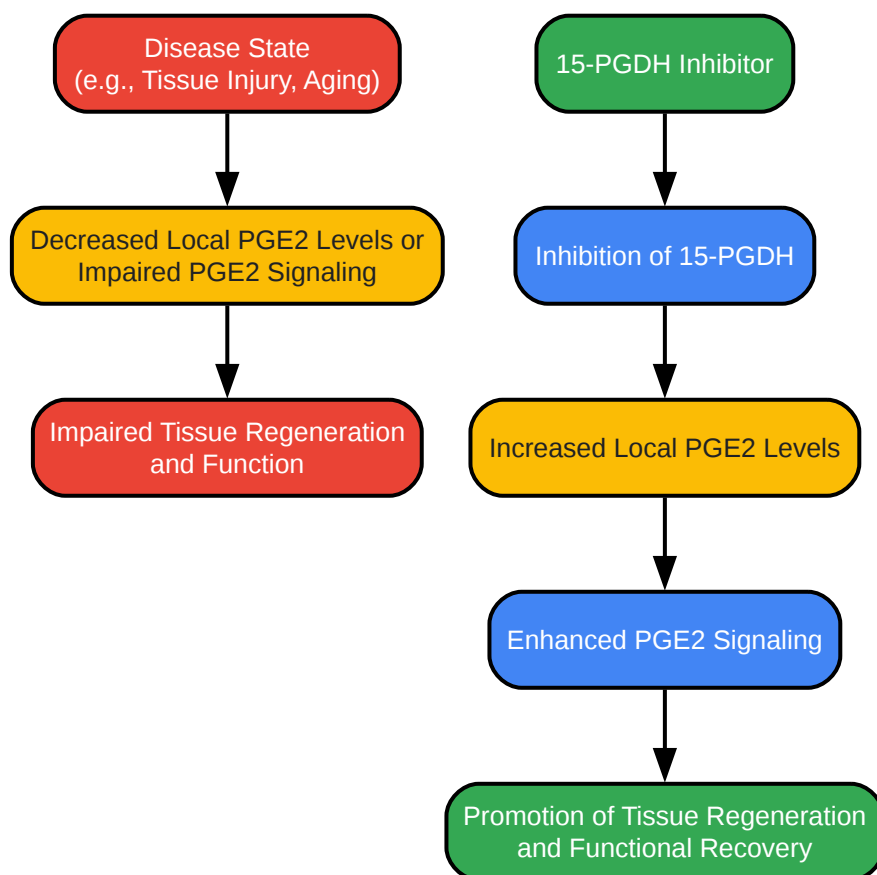 Disease State
(e.g., Tissue Injury, Aging)
Decreased Local PGE2 Levels or
Impaired PGE2 Signaling
Impaired Tissue Regeneration
and Function
15-PGDH Inhibitor
Inhibition of 15-PGDH
Increased Local PGE2 Levels
Enhanced PGE2 Signaling
Promotion of Tissue Regeneration
and Functional Recovery